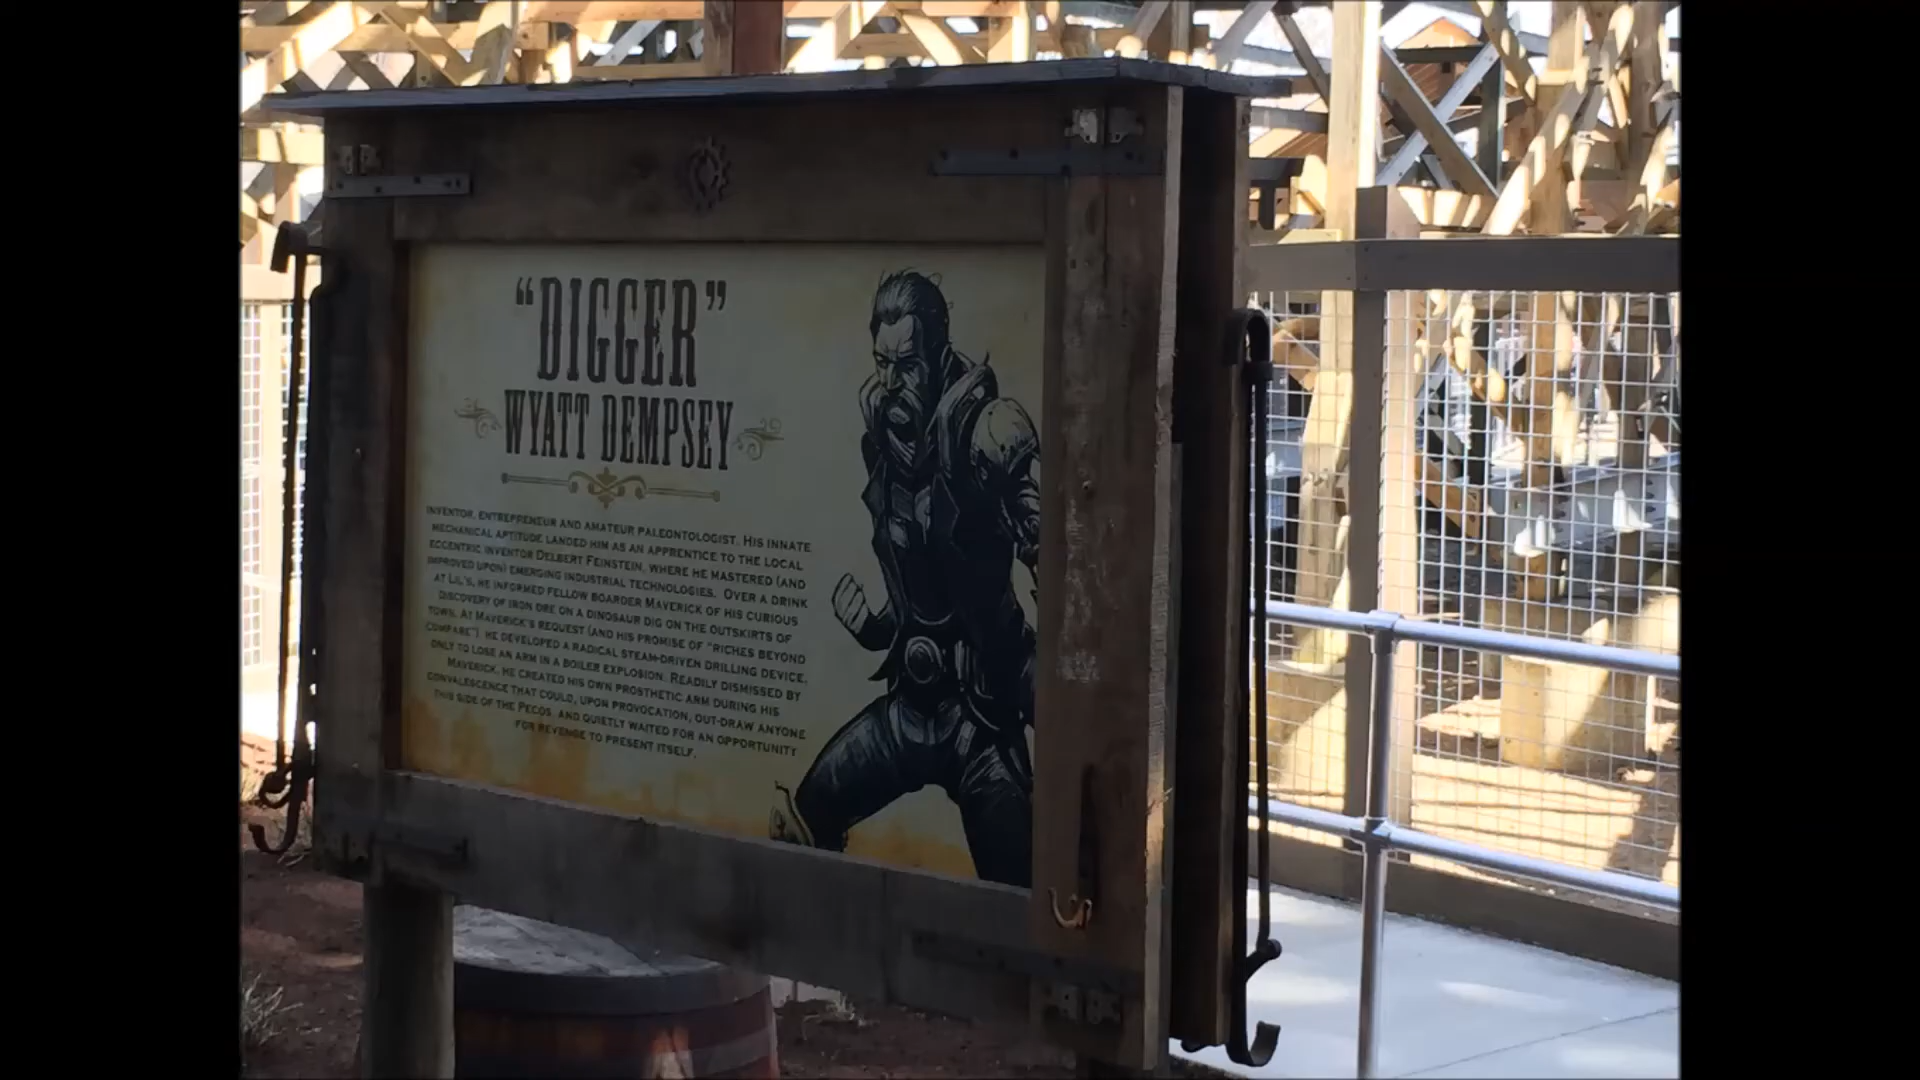 “DIGGER”
WYATT DEMPSEY
INVENTOR, ENTREPRENEUR AND AMATEUR PALEONTOLOGIST. HIS INNATE
MECHANICAL APTITUDE LANDED HIM AS AN APPRENTICE TO THE LOCAL
ECCENTRIC INVENTOR DELBERT FEINSTEIN, WHERE HE MASTERED (AND
IMPROVED UPON) EMERGING INDUSTRIAL TECHNOLOGIES. OVER A DRINK
AT LIL'S, HE INFORMED FELLOW BOARDER MAVERICK OF HIS CURIOUS
DISCOVERY OF IRON ORE ON A DINOSAUR DIG ON THE OUTSKIRTS OF
TOWN. AT MAVERICK'S REQUEST (AND HIS PROMISE OF "RICHES BEYOND
COMPARE") HE DEVELOPED A RADICAL STEAM-DRIVEN DRILLING DEVICE,
ONLY TO LOSE AN ARM IN A BOILER EXPLOSION. READILY DISMISSED BY
MAVERICK, HE CREATED HIS OWN PROSTHETIC ARM DURING HIS
CONVALESCENCE THAT COULD, UPON PROVOCATION, OUT-DRAW ANYONE
THIS SIDE OF THE PECOS, AND QUIETLY WAITED FOR AN OPPORTUNITY
FOR REVENGE TO PRESENT ITSELF.